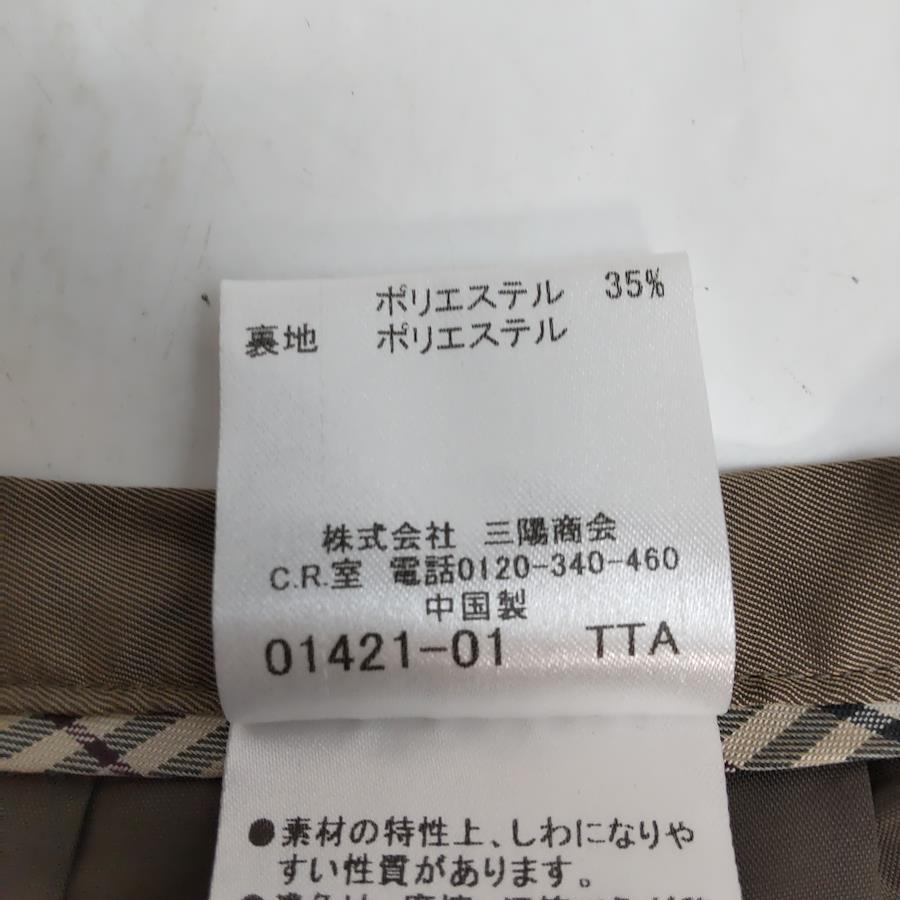 ポリエステル 35%
裏地 ポリエステル
株式会社 三陽商会
C.R.室 電話0120-340-460
中国製
01421-01 TTA
●素材の特性上、しわになりや
すい性質があります。